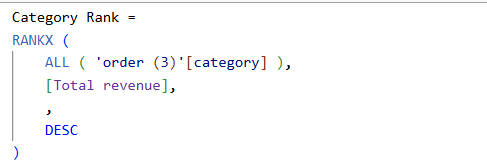 Category Rank =
RANKX (
ALL ( 'order (3)'[category] ),
[Total revenue],
,
DESC
)